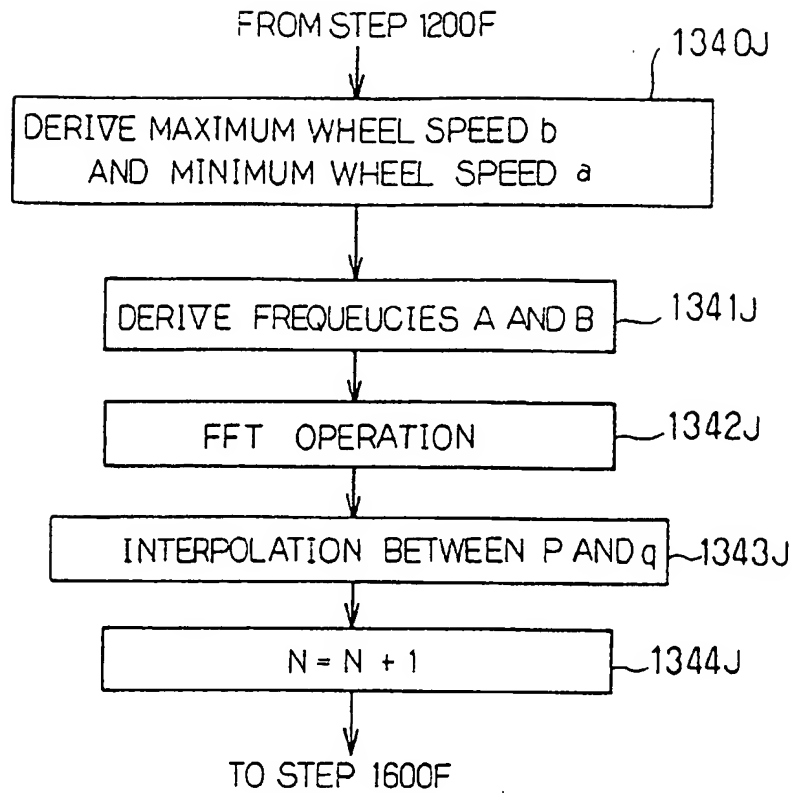 FROM STEP 1200F
1340J
DERIVE MAXIMUM WHEEL SPEED b
AND MINIMUM WHEEL SPEED a
DERIVE FREQUEUCIES A AND B
1341J
FFT OPERATION
1342J
INTERPOLATION BETWEEN P AND q
1343J
N = N + 1
1344J
TO STEP 1600F